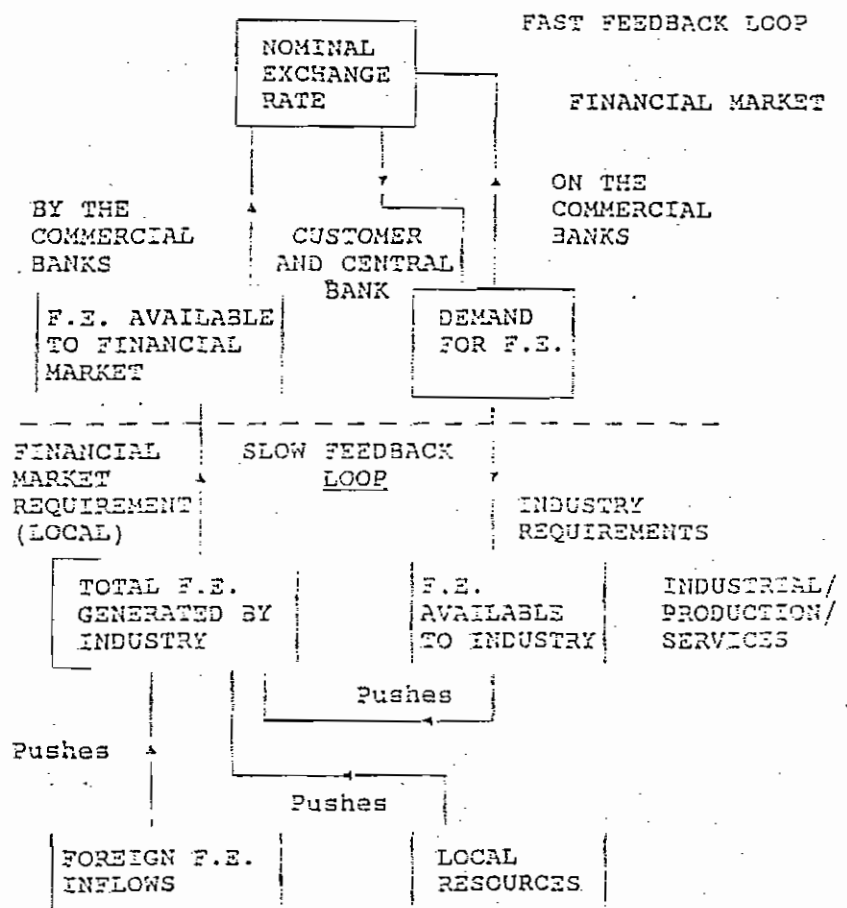 FAST FEEDBACK LOOP
NOMINAL
EXCHANGE
RATE
FINANCIAL MARKET
ON THE
COMMERCIAL
BANKS
BY THE
COMMERCIAL
BANKS
CUSTOMER
AND CENTRAL
BANK
F.E. AVAILABLE
TO FINANCIAL
MARKET
DEMAND
FOR F.E.
FINANCIAL
MARKET
REQUIREMENT
(LOCAL)
SLOW FEEDBACK
LOOP
INDUSTRY
REQUIREMENTS
TOTAL F.E.
GENERATED BY
INDUSTRY
F.E.
AVAILABLE
TO INDUSTRY
INDUSTRIAL/
PRODUCTION/
SERVICES
Pushes
Pushes
Pushes
FOREIGN F.E.
INFLOWS
LOCAL
RESOURCES